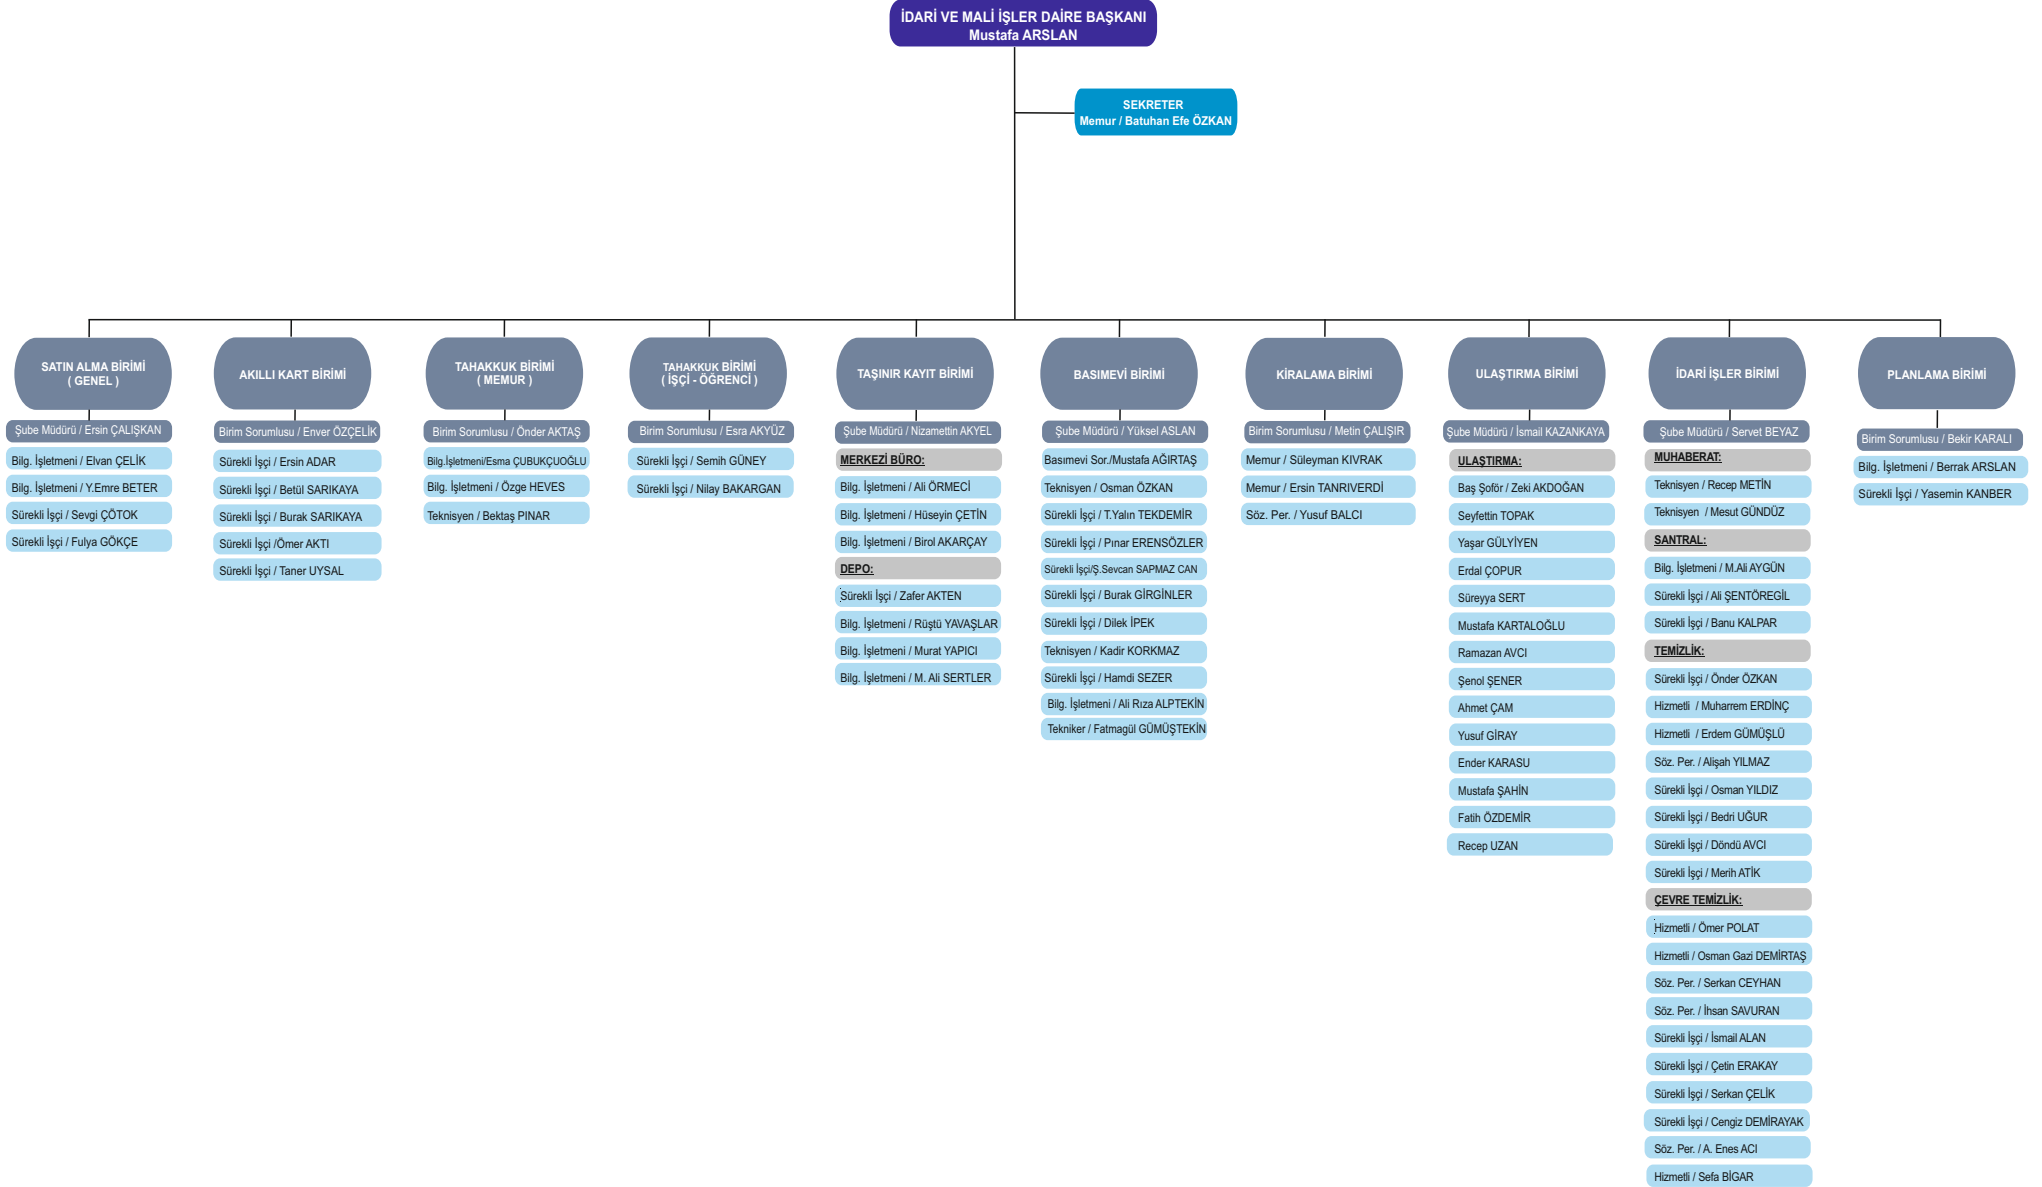 İDARİ VE MALİ İŞLER DAİRE BAŞKANI
Mustafa ARSLAN
SEKRETER
Memur / Batuhan Efe ÖZKAN
SATIN ALMA BİRİMİ
( GENEL )
Şube Müdürü / Ersin ÇALIŞKAN
Bilg. İşletmeni / Elvan ÇELİK
Bilg. İşletmeni / Y.Emre BETER
Sürekli İşçi / Sevgi ÇÖTOK
Sürekli İşçi / Fulya GÖKÇE
AKILLI KART BİRİMİ
Birim Sorumlusu / Enver ÖZÇELİK
Sürekli İşçi / Ersin ADAR
Sürekli İşçi / Betül SARIKAYA
Sürekli İşçi / Burak SARIKAYA
Sürekli İşçi /Ömer AKTI
Sürekli İşçi / Taner UYSAL
TAHAKKUK BİRİMİ
( MEMUR )
Birim Sorumlusu / Önder AKTAŞ
Bilg.İşletmeni/Esma ÇUBUKÇUOĞLU
Bilg. İşletmeni / Özge HEVES
Teknisyen / Bektaş PINAR
TAHAKKUK BİRİMİ
( İŞÇİ - ÖĞRENCİ )
Birim Sorumlusu / Esra AKYÜZ
Sürekli İşçi / Semih GÜNEY
Sürekli İşçi / Nilay BAKARGAN
TAŞINIR KAYIT BİRİMİ
Şube Müdürü / Nizamettin AKYEL
MERKEZİ BÜRO:
Bilg. İşletmeni / Ali ÖRMECİ
Bilg. İşletmeni / Hüseyin ÇETİN
Bilg. İşletmeni / Birol AKARÇAY
DEPO:
Sürekli İşçi / Zafer AKTEN
Bilg. İşletmeni / Rüştü YAVAŞLAR
Bilg. İşletmeni / Murat YAPICI
Bilg. İşletmeni / M. Ali SERTLER
BASIMEVİ BİRİMİ
Şube Müdürü / Yüksel ASLAN
Basımevi Sor./Mustafa AĞIRTAŞ
Teknisyen / Osman ÖZKAN
Sürekli İşçi / T.Yalın TEKDEMİR
Sürekli İşçi / Pınar ERENSÖZLER
Sürekli İşçi/Ş.Sevcan SAPMAZ CAN
Sürekli İşçi / Burak GİRGİNLER
Sürekli İşçi / Dilek İPEK
Teknisyen / Kadir KORKMAZ
Sürekli İşçi / Hamdi SEZER
Bilg. İşletmeni / Ali Rıza ALPTEKİN
Tekniker / Fatmagül GÜMÜŞTEKİN
KİRALAMA BİRİMİ
Birim Sorumlusu / Metin ÇALIŞIR
Memur / Süleyman KIVRAK
Memur / Ersin TANRIVERDİ
Söz. Per. / Yusuf BALCI
ULAŞTIRMA BİRİMİ
Şube Müdürü / İsmail KAZANKAYA
ULAŞTIRMA:
Baş Şoför / Zeki AKDOĞAN
Seyfettin TOPAK
Yaşar GÜLYİYEN
Erdal ÇOPUR
Süreyya SERT
Mustafa KARTALOĞLU
Ramazan AVCI
Şenol ŞENER
Ahmet ÇAM
Yusuf GİRAY
Ender KARASU
Mustafa ŞAHİN
Fatih ÖZDEMİR
Recep UZAN
İDARİ İŞLER BİRİMİ
Şube Müdürü / Servet BEYAZ
MUHABERAT:
Teknisyen / Recep METİN
Teknisyen / Mesut GÜNDÜZ
SANTRAL:
Bilg. İşletmeni / M.Ali AYGÜN
Sürekli İşçi / Ali ŞENTÖREGİL
Sürekli İşçi / Banu KALPAR
TEMİZLİK:
Sürekli İşçi / Önder ÖZKAN
Hizmetli / Muharrem ERDİNÇ
Hizmetli / Erdem GÜMÜŞLÜ
Söz. Per. / Alişah YILMAZ
Sürekli İşçi / Osman YILDIZ
Sürekli İşçi / Bedri UĞUR
Sürekli İşçi / Döndü AVCI
Sürekli İşçi / Merih ATİK
ÇEVRE TEMİZLİK:
Hizmetli / Ömer POLAT
Hizmetli / Osman Gazi DEMİRTAŞ
Söz. Per. / Serkan CEYHAN
Söz. Per. / İhsan SAVURAN
Sürekli İşçi / İsmail ALAN
Sürekli İşçi / Çetin ERAKAY
Sürekli İşçi / Serkan ÇELİK
Sürekli İşçi / Cengiz DEMİRAYAK
Söz. Per. / A. Enes ACI
Hizmetli / Sefa BİGAR
PLANLAMA BİRİMİ
Birim Sorumlusu / Bekir KARALI
Bilg. İşletmeni / Berrak ARSLAN
Sürekli İşçi / Yasemin KANBER